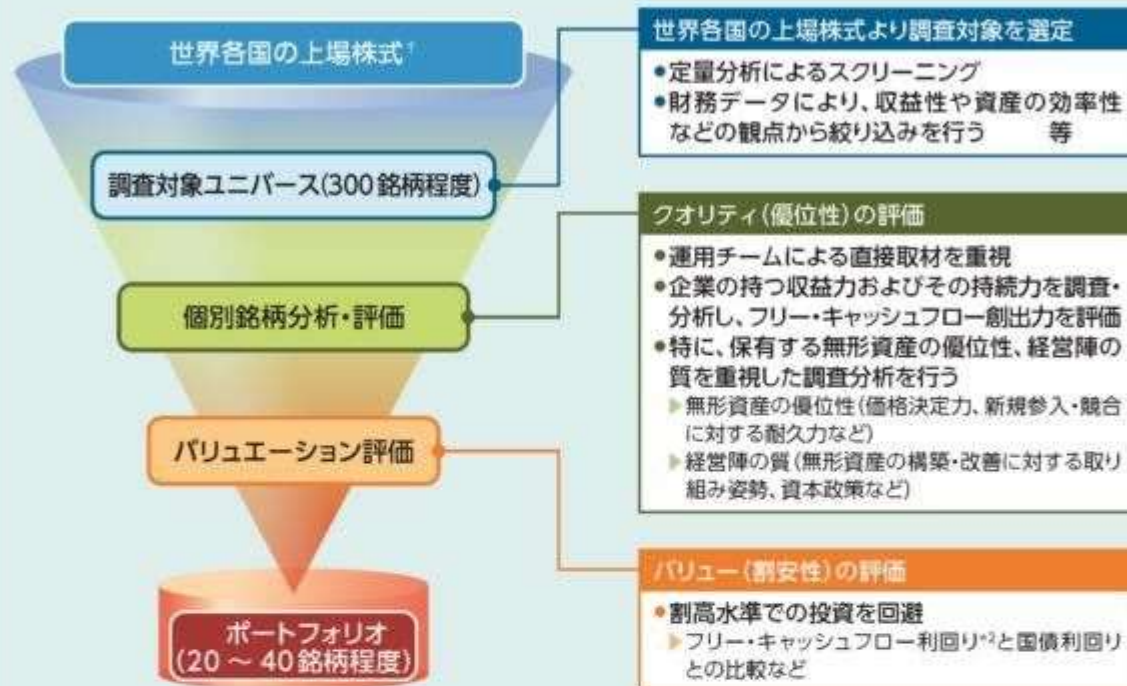 世界各国の上場株式†
調査対象ユニバース(300銘柄程度)
個別銘柄分析・評価
バリュエーション評価
ポートフォリオ
(20～40銘柄程度)
世界各国の上場株式より調査対象を選定
•定量分析によるスクリーニング
•財務データにより、収益性や資産の効率性
などの観点から絞り込みを行う 等
クオリティ(優位性)の評価
•運用チームによる直接取材を重視
•企業の持つ収益力およびその持続力を調査・
分析し、フリー・キャッシュフロー創出力を評価
•特に、保有する無形資産の優位性、経営陣の
質を重視した調査分析を行う
▶無形資産の優位性(価格決定力、新規参入・競合
に対する耐久力など)
▶経営陣の質(無形資産の構築・改善に対する取り
組み姿勢、資本政策など)
バリュー(割安性)の評価
•割高水準での投資を回避
▶フリー・キャッシュフロー利回り*2と国債利回り
との比較など